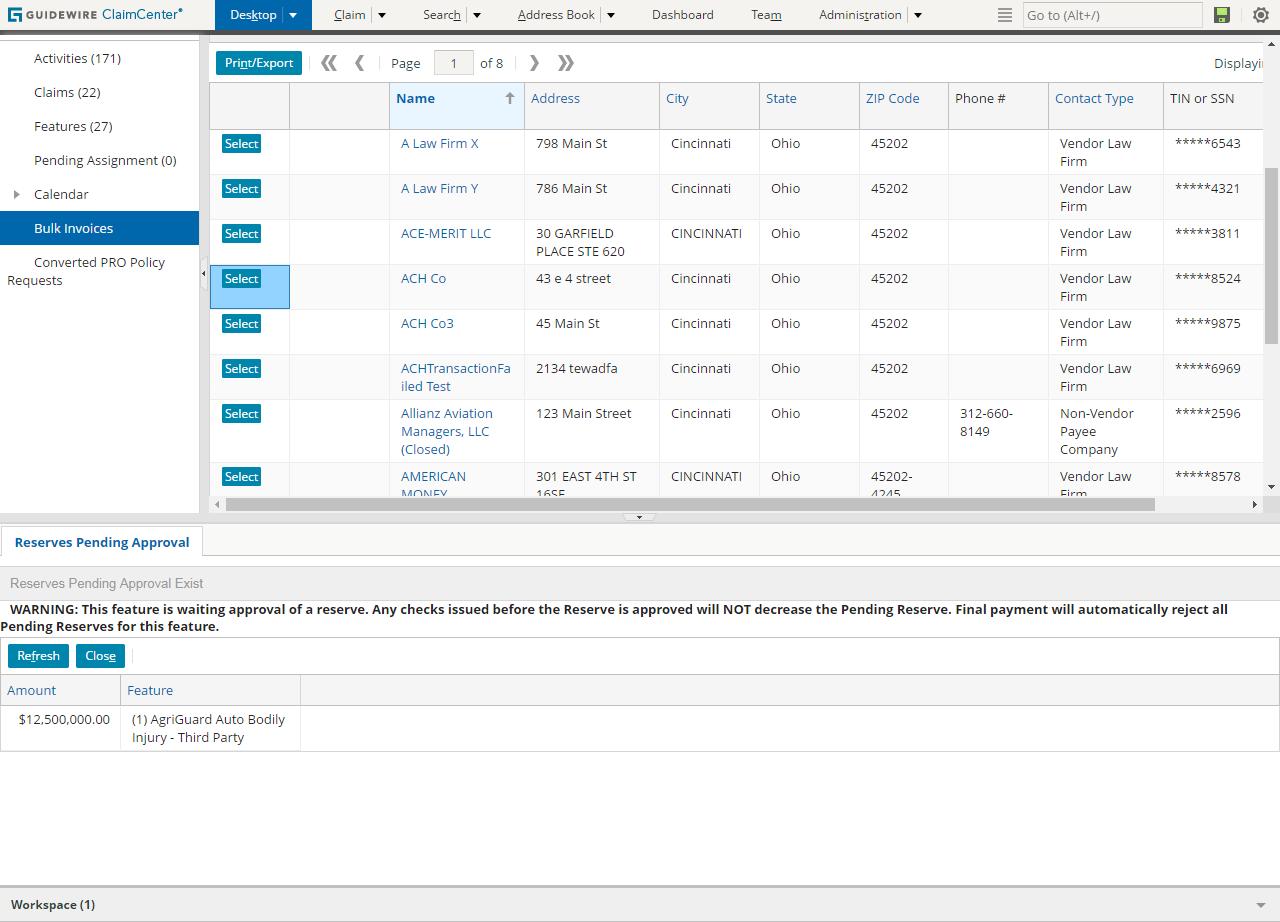 GUIDEWIRE ClaimCenter® Desktop Claim Search Address Book Dashboard Team Administration Go to (Alt+/)
Activities (171)
Claims (22)
Features (27)
Pending Assignment (0)
Calendar
Bulk Invoices
Converted PRO Policy
Requests
Print/Export Page 1 of 8 Displayi
Name Address City State ZIP Code Phone # Contact Type TIN or SSN
Select A Law Firm X 798 Main St Cincinnati Ohio 45202 Vendor Law *****6543
Firm
Select A Law Firm Y 786 Main St Cincinnati Ohio 45202 Vendor Law *****4321
Firm
Select ACE-MERIT LLC 30 GARFIELD CINCINNATI Ohio 45202 Vendor Law *****3811
PLACE STE 620 Firm
Select ACH Co 43 e 4 street Cincinnati Ohio 45202 Vendor Law *****8524
Firm
Select ACH Co3 45 Main St Cincinnati Ohio 45202 Vendor Law *****9875
Firm
Select ACHTransactionFa 2134 tewadfa Cincinnati Ohio 45202 Vendor Law *****6969
iled Test Firm
Select Allianz Aviation 123 Main Street Cincinnati Ohio 45202 312-660- Non-Vendor *****2596
Managers, LLC 8149 Payee
(Closed) Company
Select AMERICAN 301 EAST 4TH ST CINCINNATI Ohio 45202- Vendor Law *****8578
MONEY 16SE 4245 Firm
Reserves Pending Approval
Reserves Pending Approval Exist
WARNING: This feature is waiting approval of a reserve. Any checks issued before the Reserve is approved will NOT decrease the Pending Reserve. Final payment will automatically reject all
Pending Reserves for this feature.
Refresh Close
Amount Feature
$12,500,000.00 (1) AgriGuard Auto Bodily
Injury - Third Party
Workspace (1)